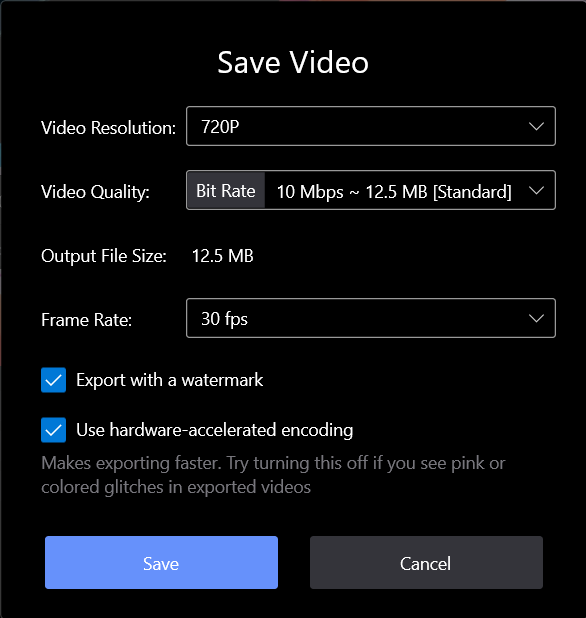 Save Video
Video Resolution: 720P
Video Quality: Bit Rate 10 Mbps ~ 12.5 MB [Standard]
Output File Size: 12.5 MB
Frame Rate: 30 fps
Export with a watermark
Use hardware-accelerated encoding
Makes exporting faster. Try turning this off if you see pink or
colored glitches in exported videos
Save Cancel